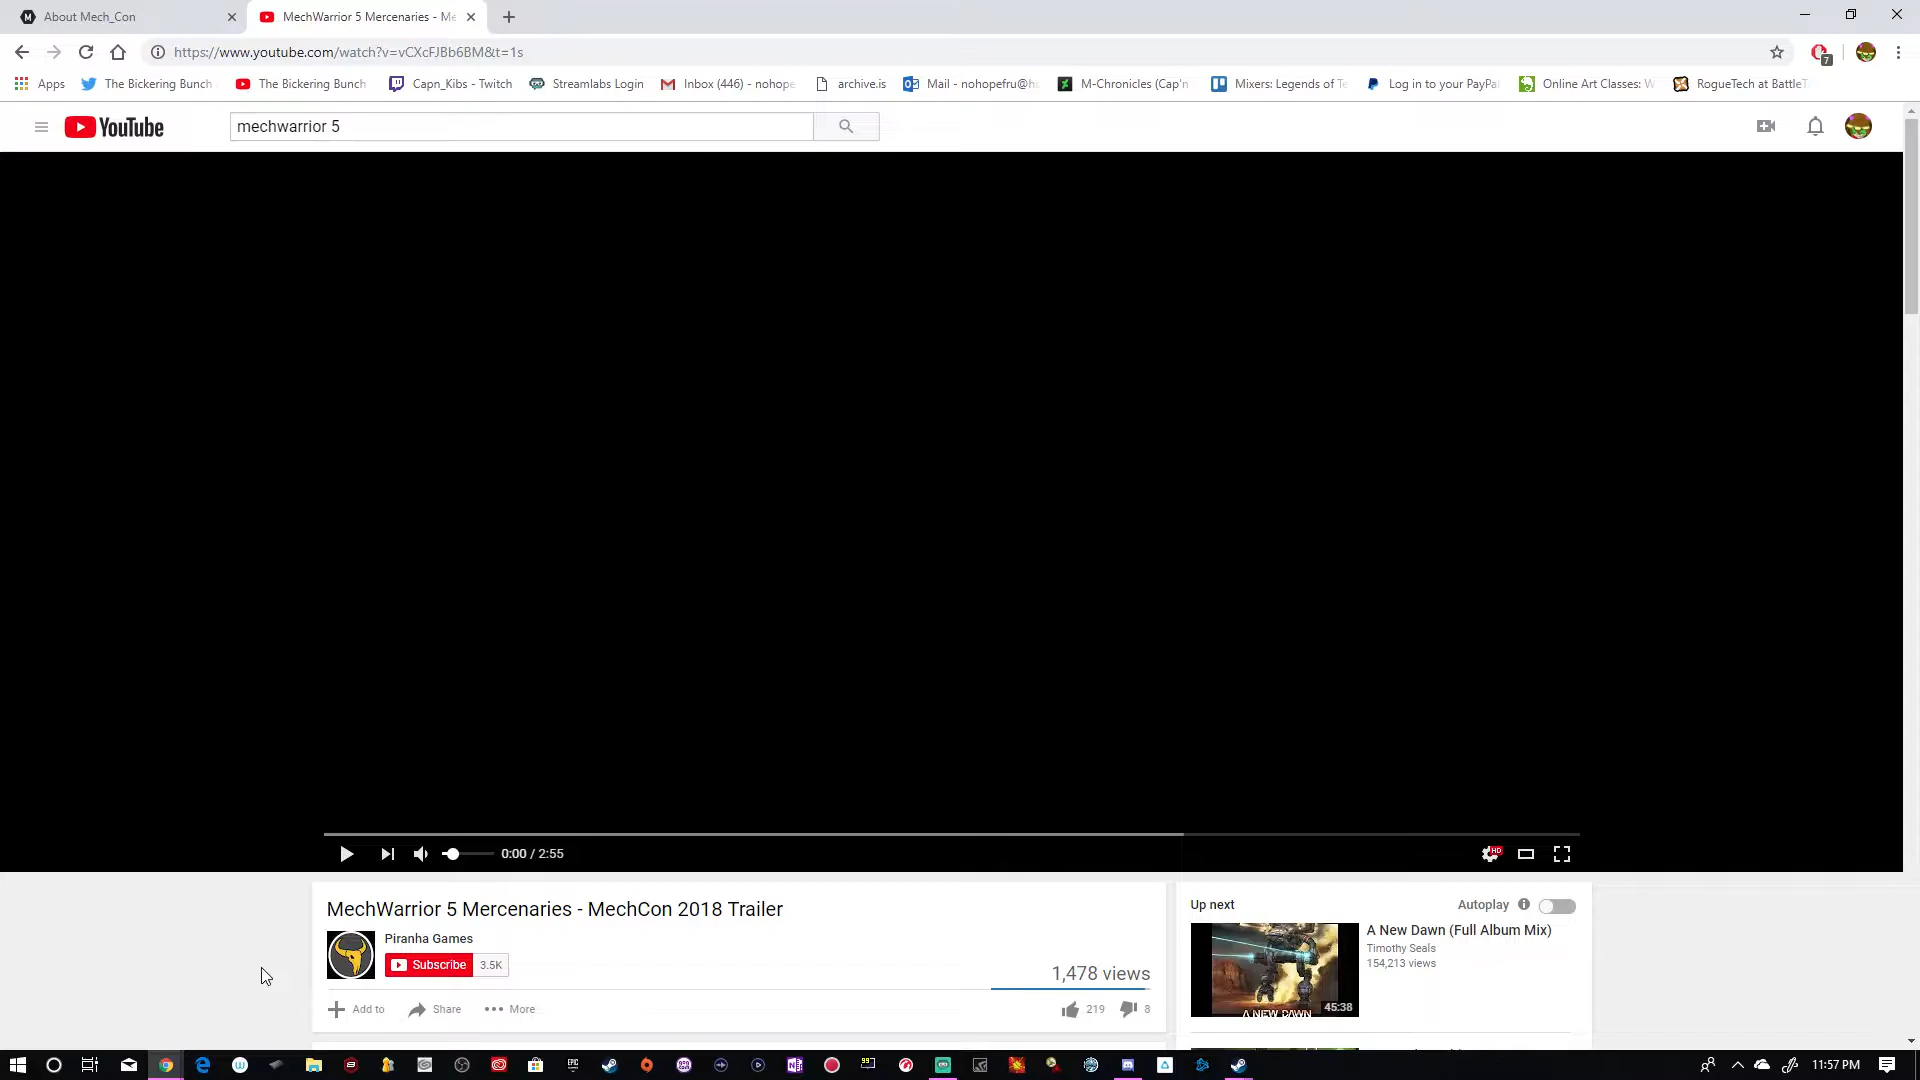 About Mech_Con
MechWarrior 5 Mercenaries - Me
https://www.youtube.com/watch?v=vCXcFJBb6BM&t=1s
7
Apps
The Bickering Bunch
The Bickering Bunch
Capn_Kibs - Twitch
Streamlabs Login
Inbox (446) - nohope
archive.is
Mail - nohopefru@h
M-Chronicles (Cap'n
Mixers: Legends of Te
Log in to your PayPal
Online Art Classes: W
RogueTech at BattleT
YouTube
mechwarrior 5
0:00 / 2:55
HD
MechWarrior 5 Mercenaries - MechCon 2018 Trailer
Piranha Games
Subscribe
3.5K
1,478 views
Add to
Share
More
219
8
Up next
Autoplay
A New Dawn (Full Album Mix)
Timothy Seals
154,213 views
45:38
A NEW DAWN
11:57 PM